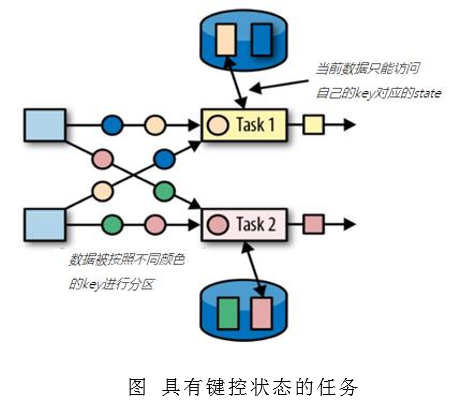 当前数据只能访问
自己的key对应的state
Task 1
Task 2
数据被按照不同颜色
的key进行分区
图 具有键控状态的任务